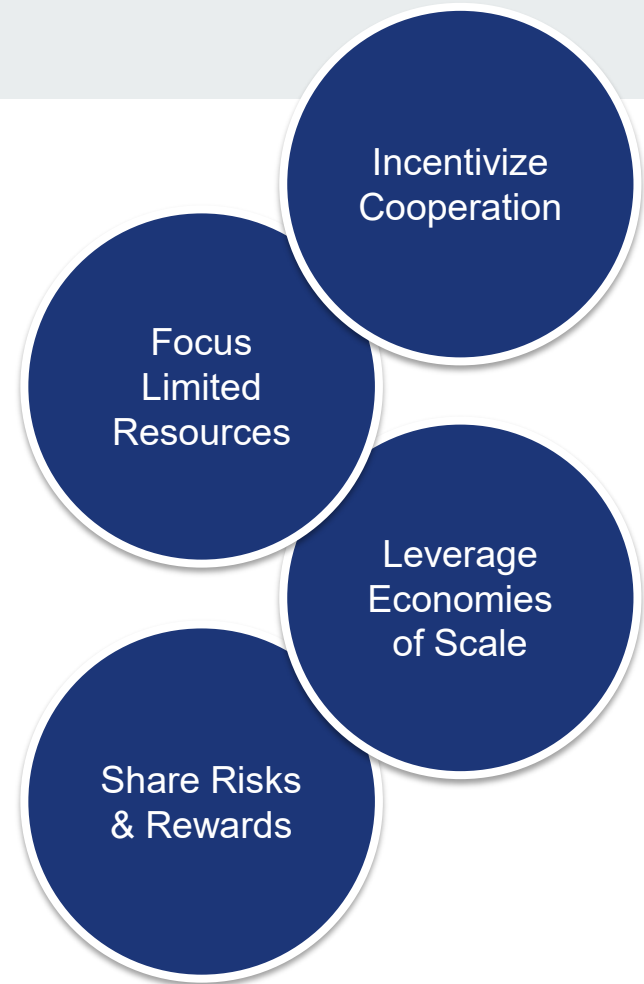 Incentivize
Cooperation
Focus
Limited
Resources
Leverage
Economies
of Scale
Share Risks
& Rewards